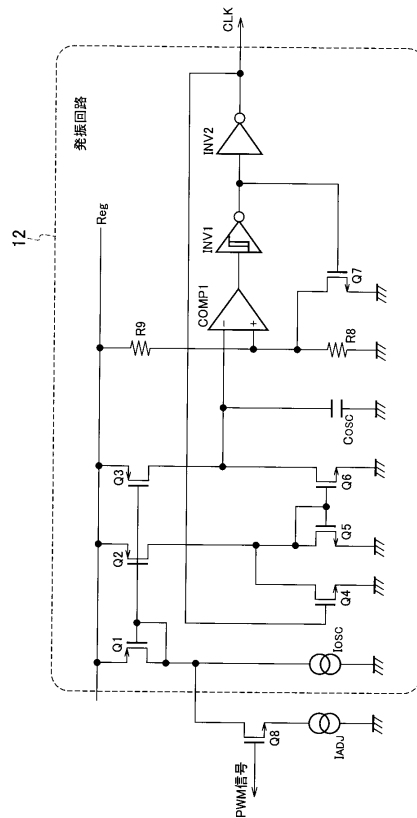 12
発振回路
Reg
Q1
Q2
Q3
R9
COMP1
−
+
INV1
INV2
CLK
Q4
Q5
Q6
Cosc
R8
Q7
Iosc
Q8
IADJ
PWM信号